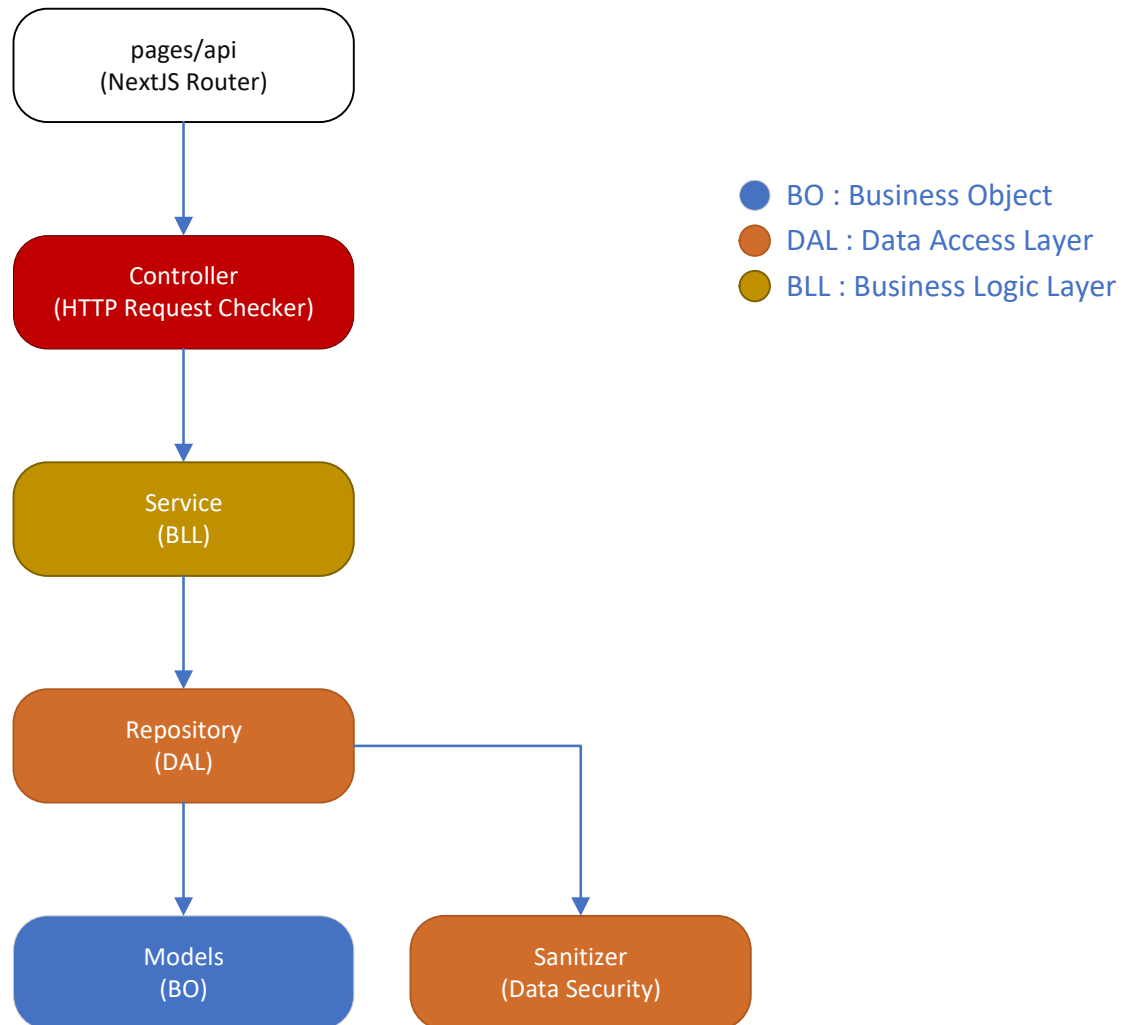 pages/api
(NextJS Router)
BO : Business Object
DAL : Data Access Layer
BLL : Business Logic Layer
Controller
(HTTP Request Checker)
Service
(BLL)
Repository
(DAL)
Models
(BO)
Sanitizer
(Data Security)